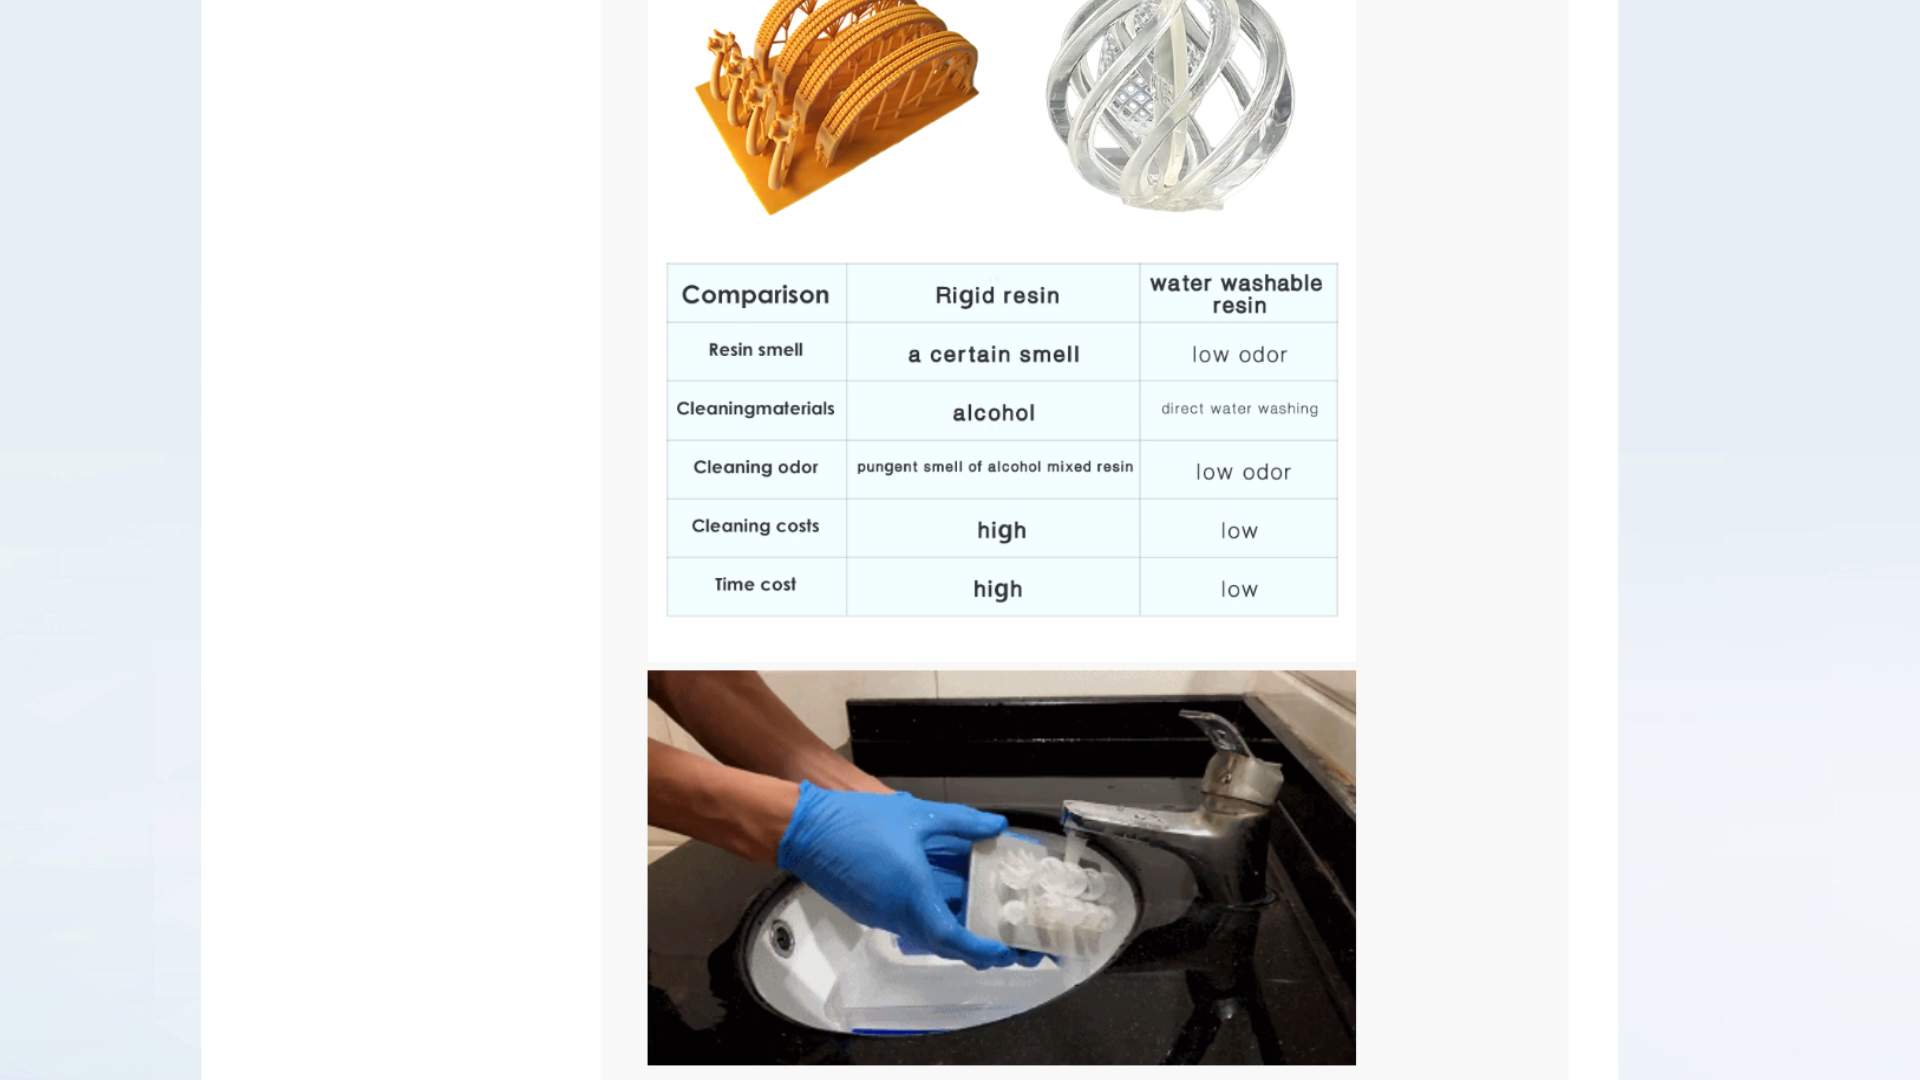 Comparison
Rigid resin
water washable
resin
Resin smell
a certain smell
low odor
Cleaningmaterials
alcohol
direct water washing
Cleaning odor
pungent smell of alcohol mixed resin
low odor
Cleaning costs
high
low
Time cost
high
low